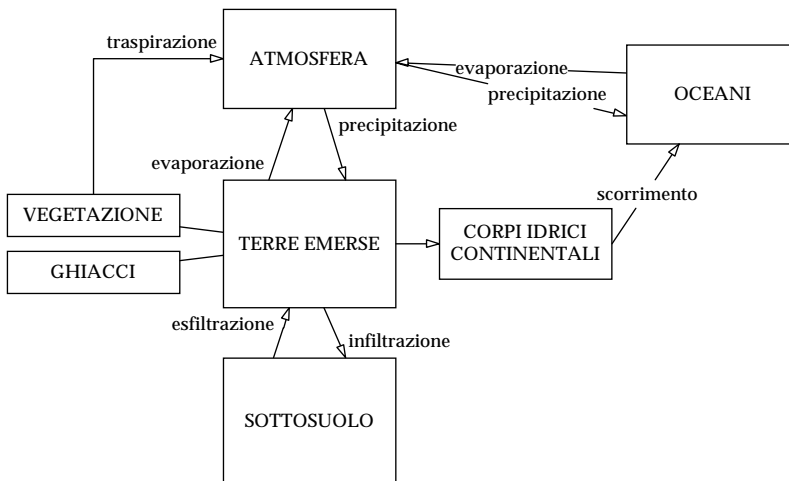 traspirazione
ATMOSFERA
evaporazione
precipitazione
OCEANI
precipitazione
evaporazione
scorrimento
VEGETAZIONE
TERRE EMERSE
CORPI IDRICI
CONTINENTALI
GHIACCI
esfiltrazione
infiltrazione
SOTTOSUOLO